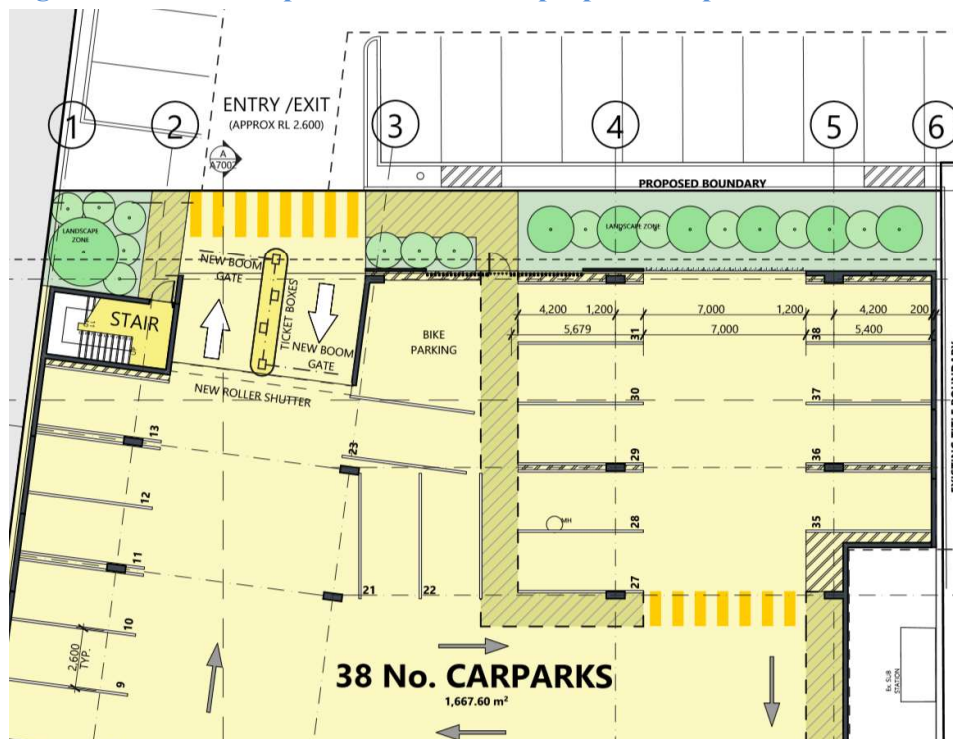 ENTRY /EXIT
(APPROX RL 2.600)
1
2
3
4
5
6
A
A7002
PROPOSED BOUNDARY
LANDSCAPE
ZONE
LANDSCAPE ZONE
NEW BOOM
GATE
TICKET BOXES
NEW BOOM
GATE
STAIR
BIKE
PARKING
NEW ROLLER SHUTTER
4,200
1,200
7,000
1,200
4,200
200
5,679
7,000
5,400
31
38
30
37
13
23
29
36
12
MH
28
35
11
21
22
27
10
2,600
TYP.
9
38 No. CARPARKS
1,667.60 m²
Ex. SUB
STATION